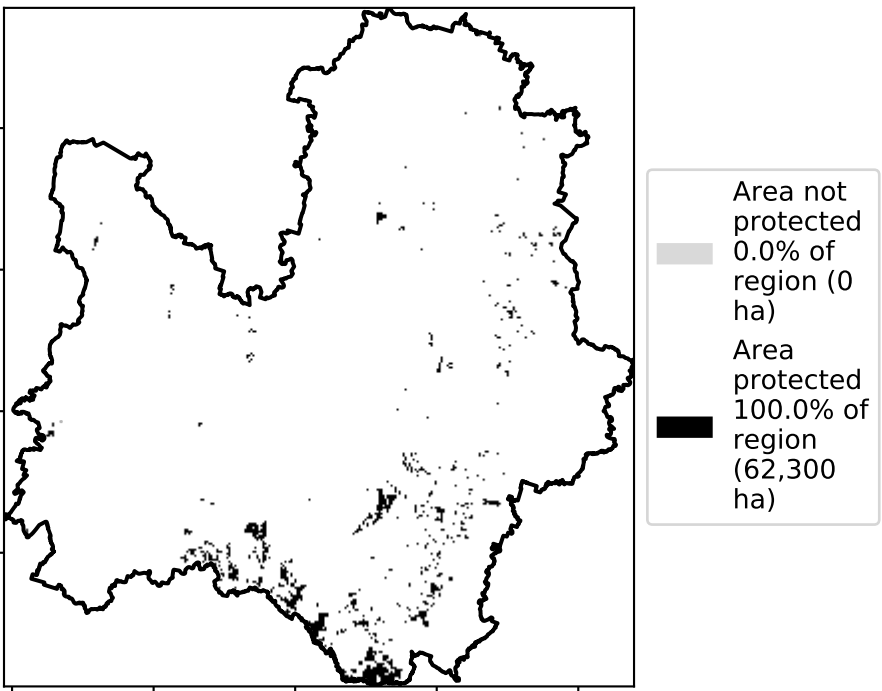 Area not
protected
0.0% of
region (0
ha)
Area
protected
100.0% of
region
(62,300
ha)